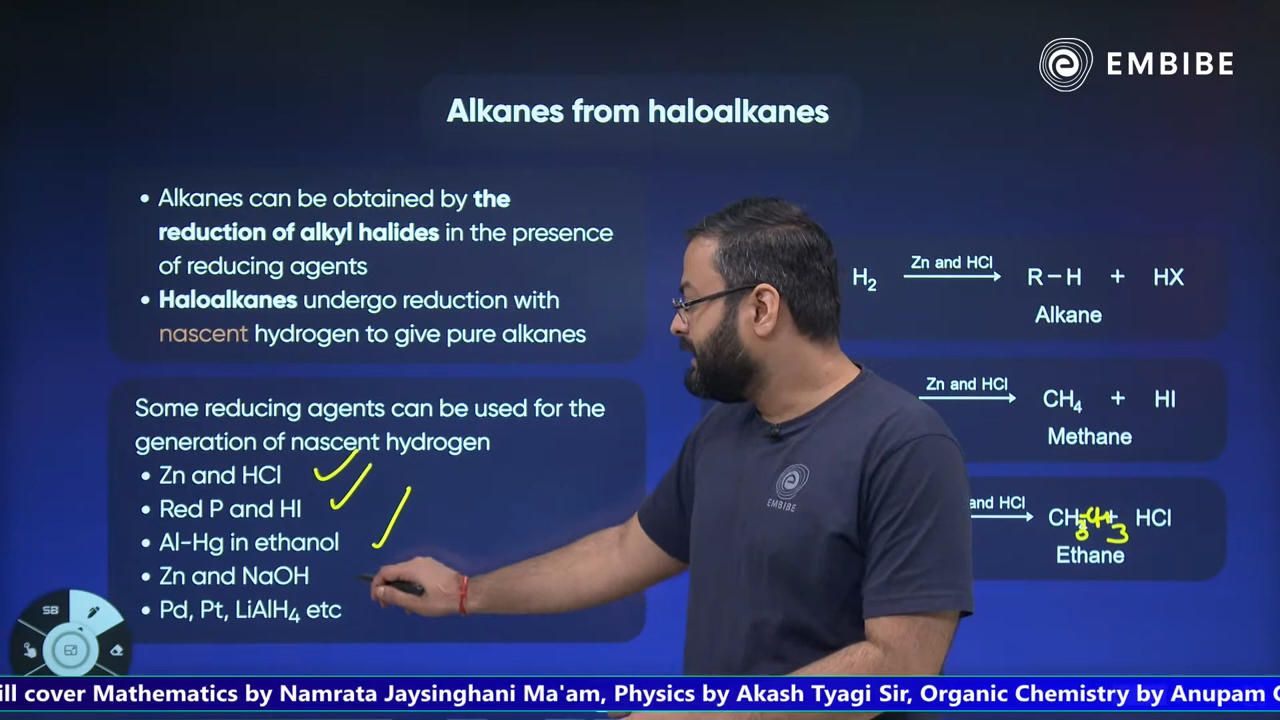 EMBIBE
Alkanes from haloalkanes
• Alkanes can be obtained by the
reduction of alkyl halides in the presence
of reducing agents
• Haloalkanes undergo reduction with
nascent hydrogen to give pure alkanes
Some reducing agents can be used for the
generation of nascent hydrogen
• Zn and HCl
• Red P and HI
• Al-Hg in ethanol
• Zn and NaOH
• Pd, Pt, LiAlH₄ etc
H₂ Zn and HCl R–H + HX
Alkane
Zn and HCl CH₄ + HI
Methane
and HCl CH + HCl
Ethane
EMBIBE
SB
ill cover Mathematics by Namrata Jaysinghani Ma'am, Physics by Akash Tyagi Sir, Organic Chemistry by Anupam